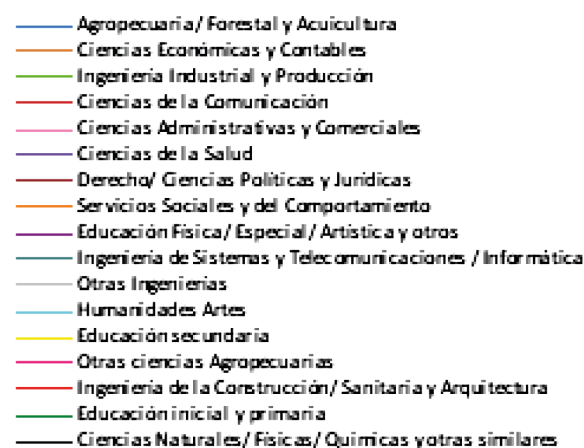 Agropecuaria/ Forestal y Acuicultura
Ciencias Económicas y Contables
Ingeniería Industrial y Producción
Ciencias de la Comunicación
Ciencias Administrativas y Comerciales
Ciencias de la Salud
Derecho/ Ciencias Políticas y Jurídicas
Servicios Sociales y del Comportamiento
Educación Física/ Especial/ Artística y otros
Ingeniería de Sistemas y Telecomunicaciones / Informática
Otras Ingenierías
Humanidades Artes
Educación secundaria
Otras ciencias Agropecuarias
Ingeniería de la Construcción/ Sanitaria y Arquitectura
Educación inicial y primaria
Ciencias Naturales/ Físicas/ Químicas y otras similares